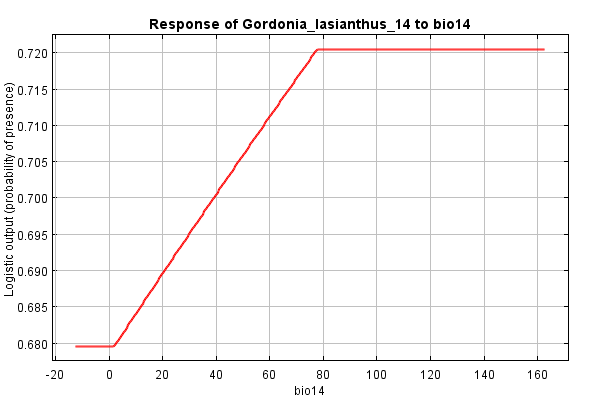 Response of Gordonia_lasianthus_14 to bio14
Logistic output (probability of presence)
0.720
0.715
0.710
0.705
0.700
0.695
0.690
0.685
0.680
-20 0 20 40 60 80 100 120 140 160
bio14